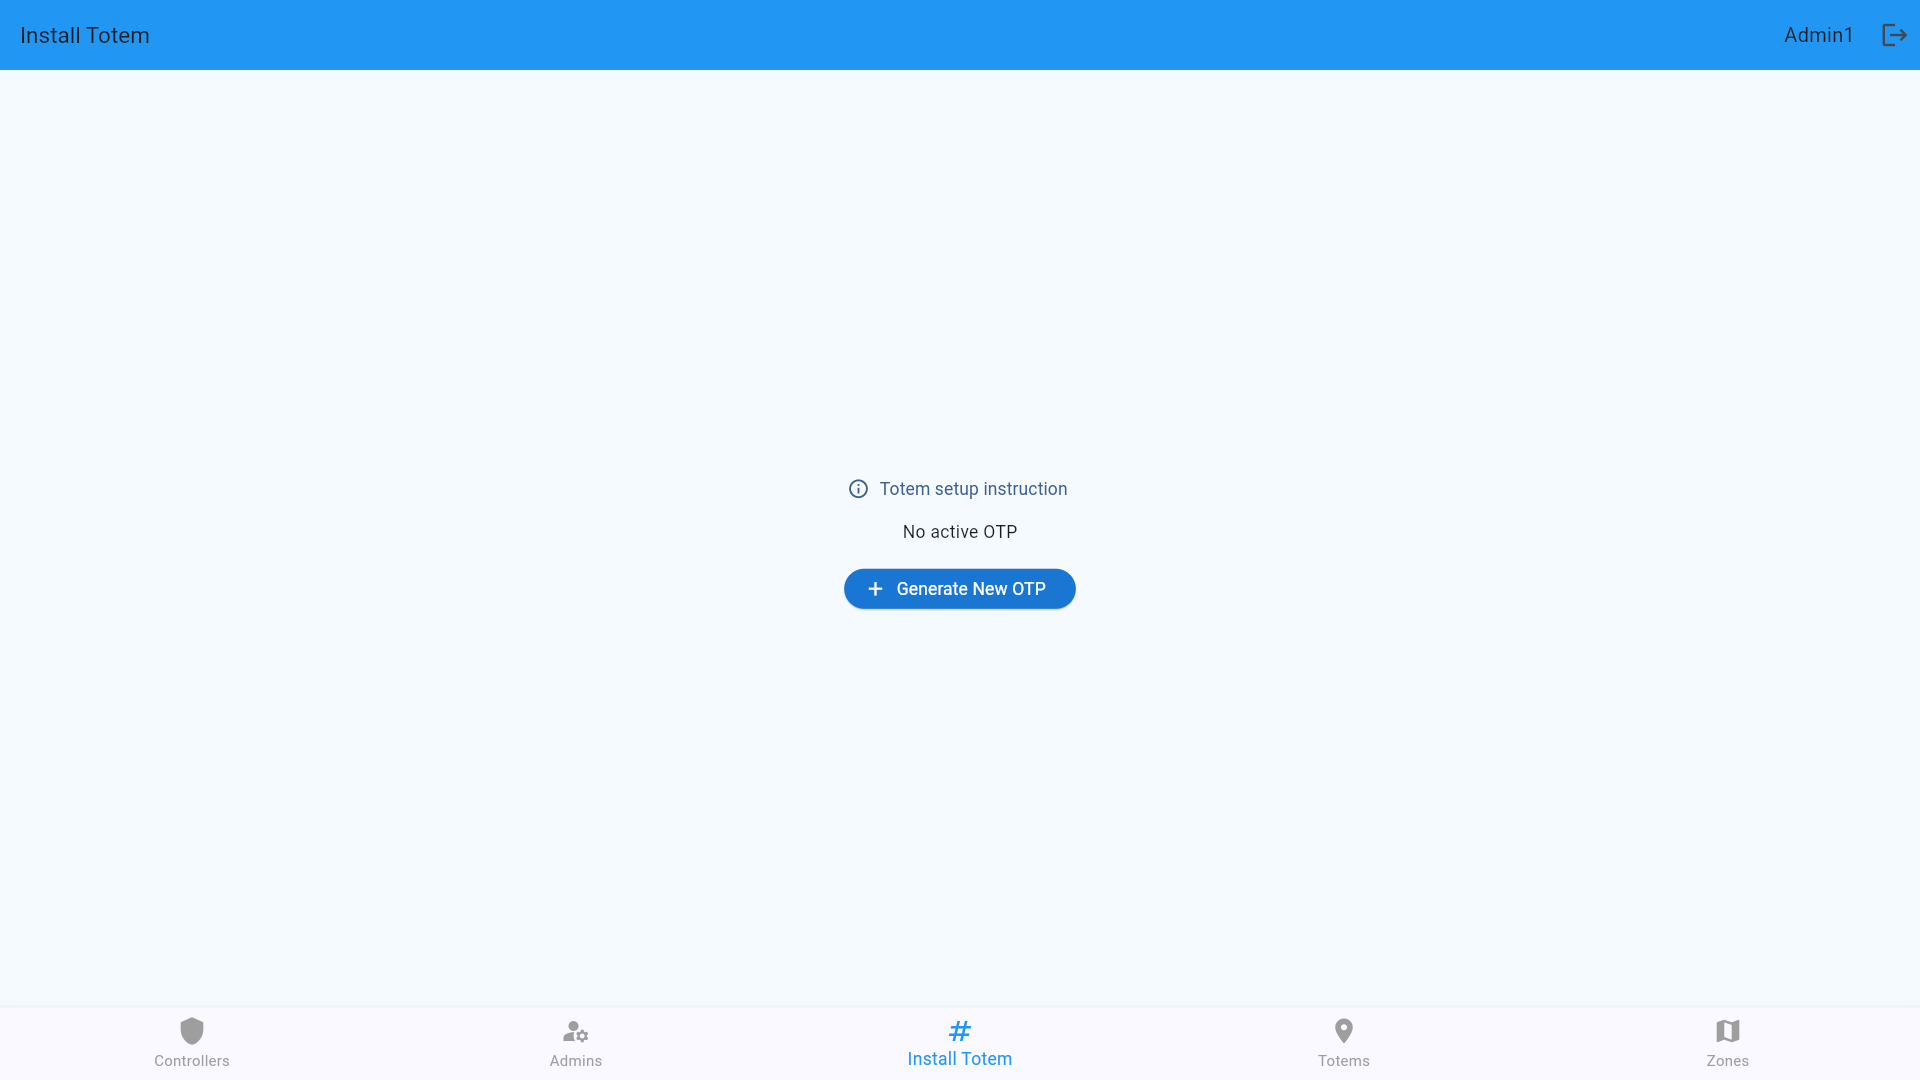 Install Totem
Admin1
Totem setup instruction
No active OTP
Generate New OTP
Controllers
Admins
Install Totem
Totems
Zones